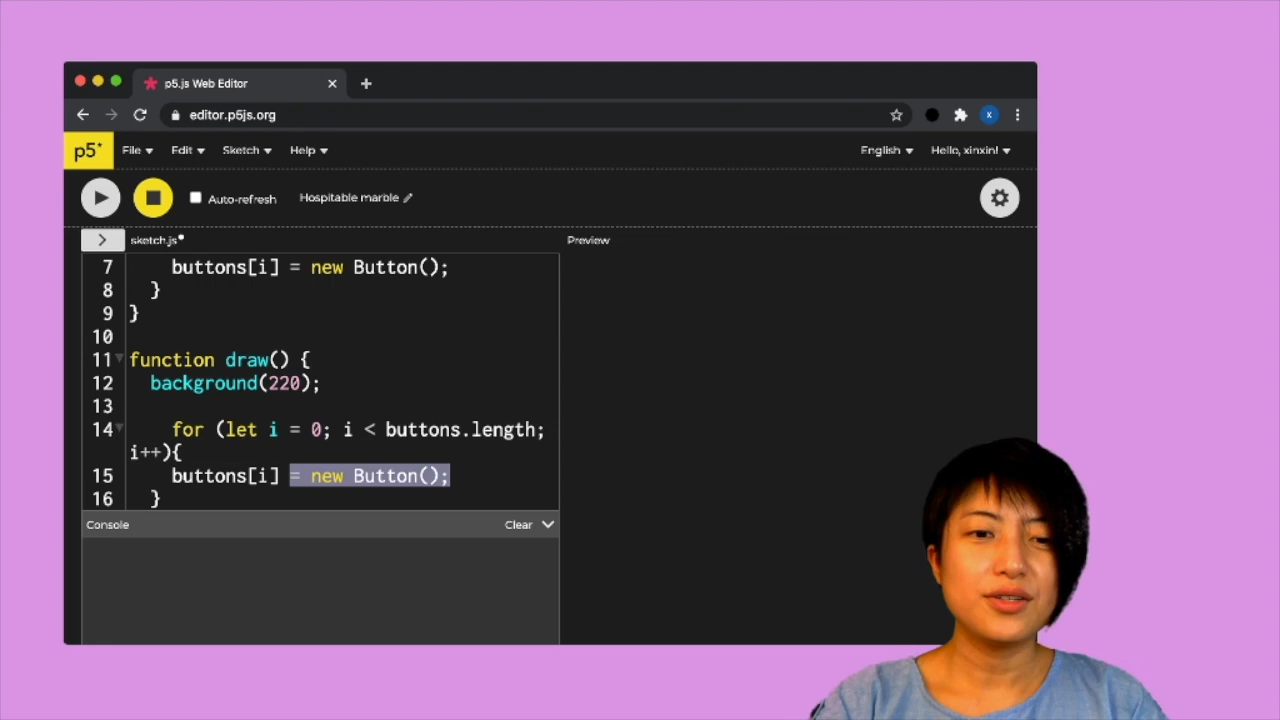 p5.js Web Editor
editor.p5js.org
x
p5* File Edit Sketch Help English Hello, xinxin!
Auto-refresh Hospitable marble
sketch.js Preview
7 buttons[i] = new Button();
8 }
9 }
10
11 function draw() {
12 background(220);
13
14 for (let i = 0; i < buttons.length;
i++){
15 buttons[i] = new Button();
16 }
Console Clear